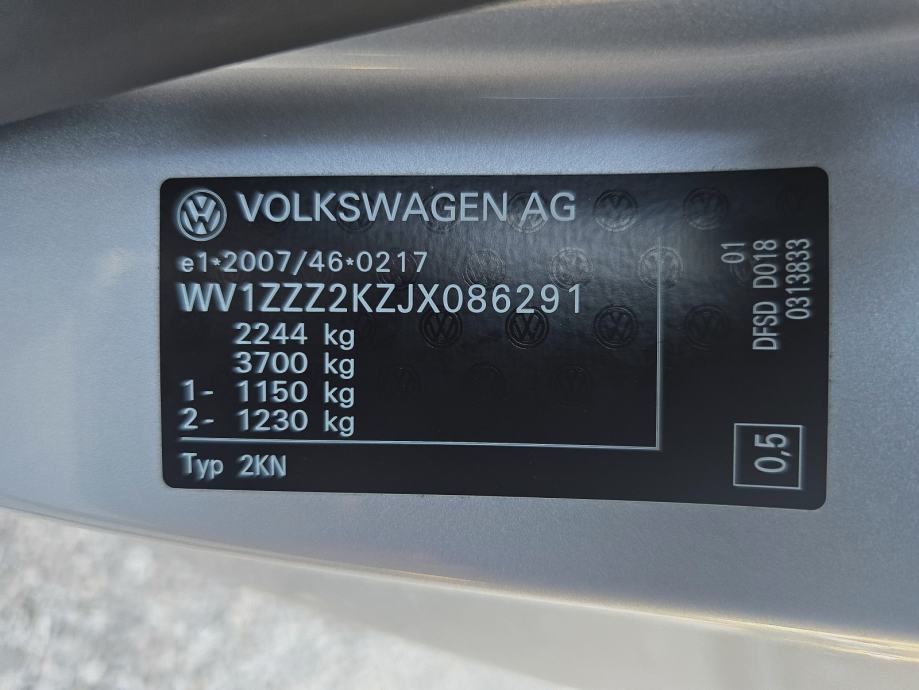 VOLKSWAGEN AG
e1*2007/46*0217
WV1ZZZ2KZJX086291
2244 kg
3700 kg
1- 1150 kg
2- 1230 kg
Typ 2KN
01
DFSD D018
0313833
0,5